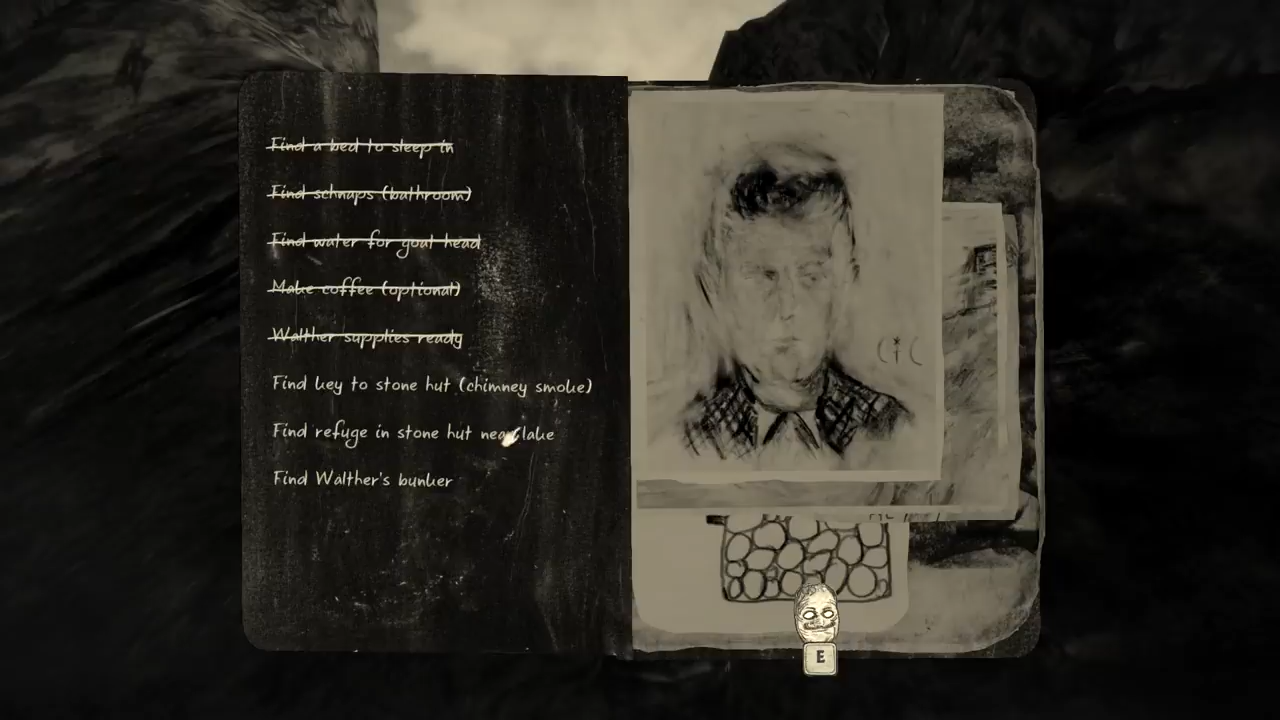 Find a bed to sleep in
Find schnaps (bathroom)
Find water for goat head
Make coffee (optional)
Walther supplies ready
Find key to stone hut (chimney smoke)
Find refuge in stone hut near lake
Find Walther's bunker
E